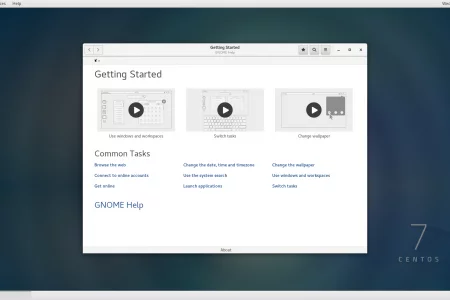 Help
Getting Started
GNOME Help
Getting Started
Use windows and workspaces
Switch tasks
Change wallpaper
Common Tasks
Browse the web
Change the date, time and timezone
Change the wallpaper
Connect to online accounts
Use the system search
Use windows and workspaces
Get online
Launch applications
Switch tasks
GNOME Help
About
7
CENTOS